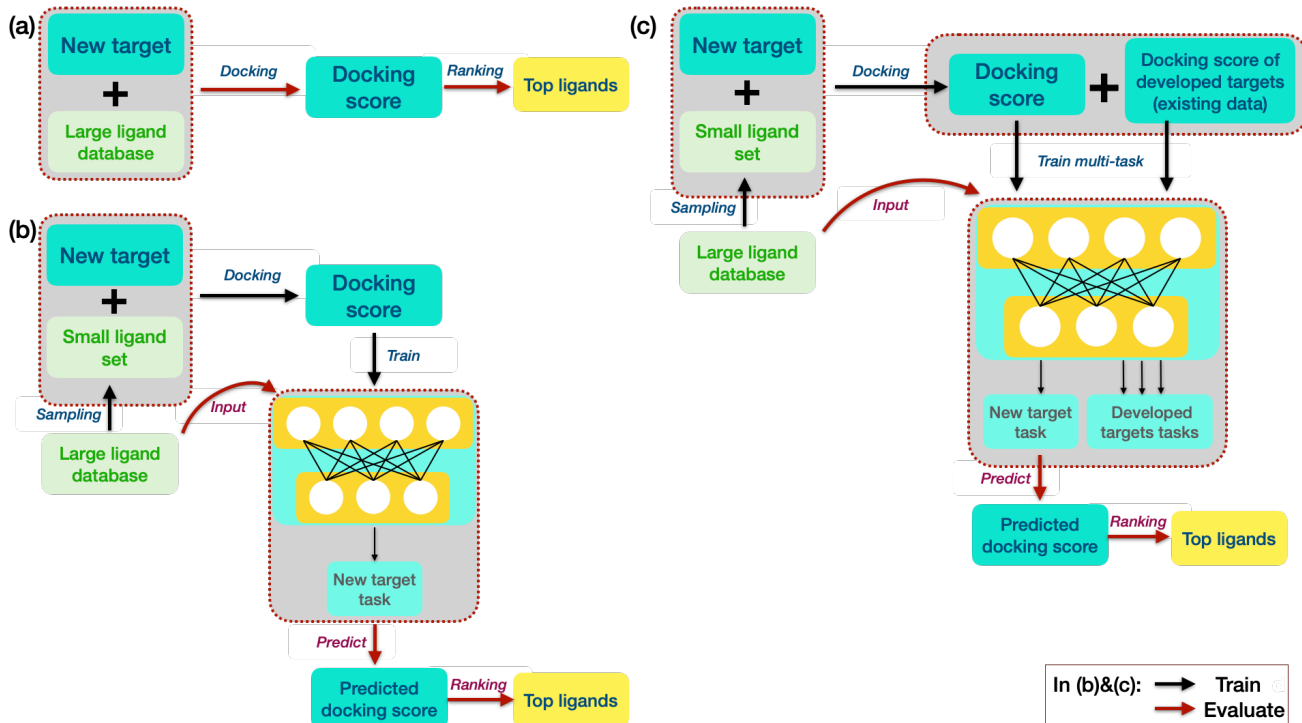 (a)
New target
+
Large ligand
database
Docking
Docking
score
Ranking
Top ligands
(b)
New target
+
Small ligand
set
Sampling
Large ligand
database
Docking
Docking
score
Train
Input
New target
task
Predict
Predicted
docking score
Ranking
Top ligands
(c)
New target
+
Small ligand
set
Sampling
Large ligand
database
Docking
Docking
score
+
Docking score of
developed targets
(existing data)
Train multi-task
Input
New target
task
Developed
targets tasks
Predict
Predicted
docking score
Ranking
Top ligands
In (b)&(c):
Train
Evaluate